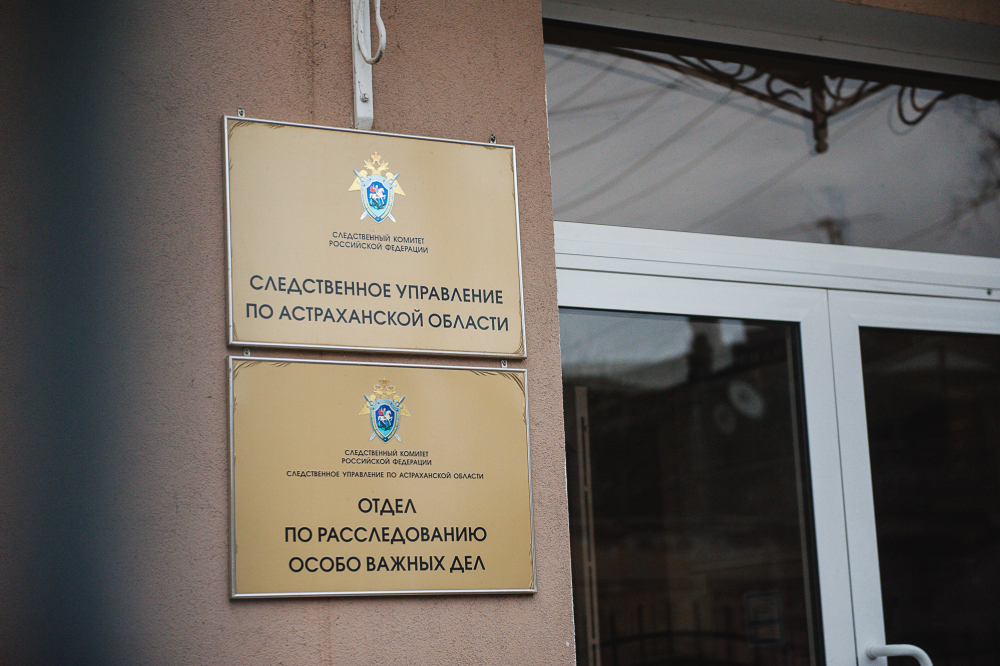 СЛЕДСТВЕННЫЙ КОМИТЕТ
РОССИЙСКОЙ ФЕДЕРАЦИИ
СЛЕДСТВЕННОЕ УПРАВЛЕНИЕ
ПО АСТРАХАНСКОЙ ОБЛАСТИ
СЛЕДСТВЕННЫЙ КОМИТЕТ
РОССИЙСКОЙ ФЕДЕРАЦИИ
СЛЕДСТВЕННОЕ УПРАВЛЕНИЕ ПО АСТРАХАНСКОЙ ОБЛАСТИ
ОТДЕЛ
ПО РАССЛЕДОВАНИЮ
ОСОБО ВАЖНЫХ ДЕЛ